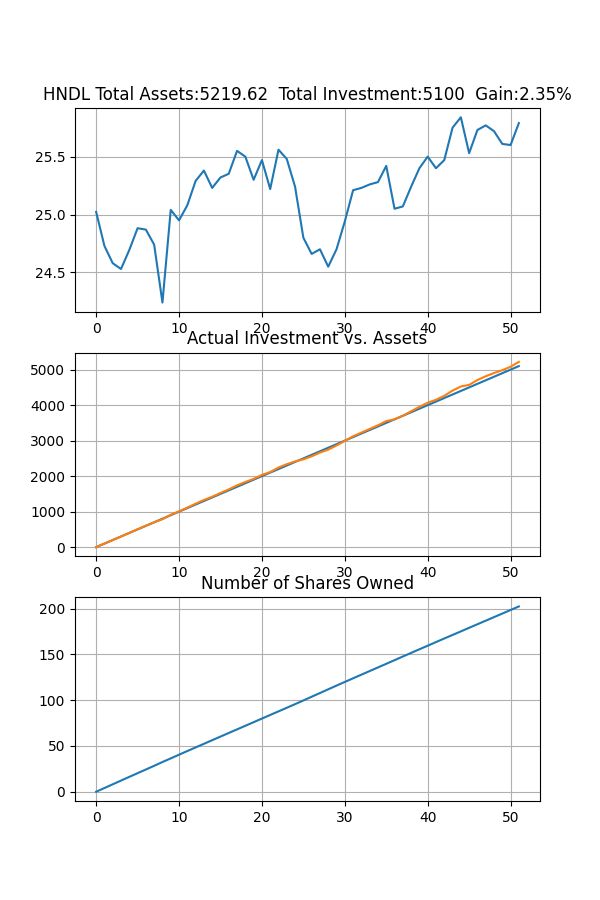 HNDL Total Assets:5219.62  Total Investment:5100  Gain:2.35%
25.5
25.0
24.5
0 10 20 30 40 50
Actual Investment vs. Assets
5000
4000
3000
2000
1000
0
0 10 20 30 40 50
Number of Shares Owned
200
150
100
50
0
0 10 20 30 40 50